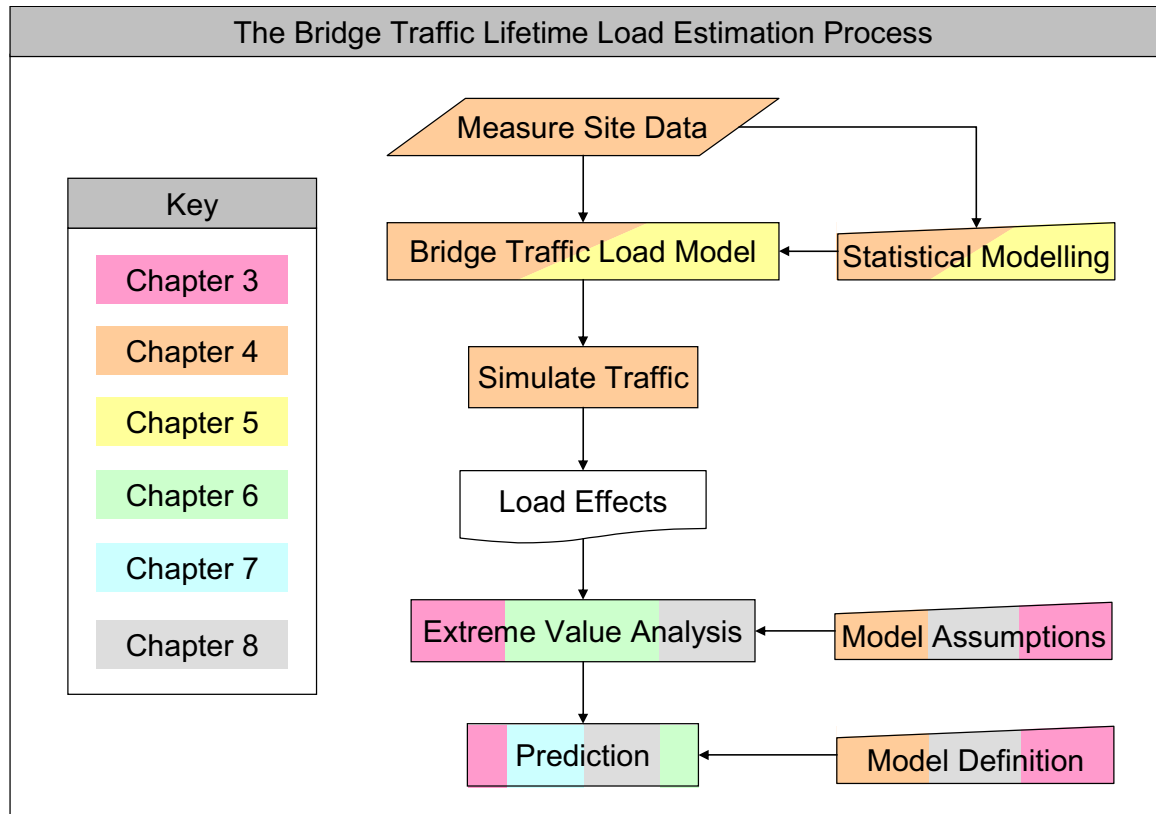 The Bridge Traffic Lifetime Load Estimation Process
Measure Site Data
Key
Chapter 3
Chapter 4
Chapter 5
Chapter 6
Chapter 7
Chapter 8
Bridge Traffic Load Model
Statistical Modelling
Simulate Traffic
Load Effects
Extreme Value Analysis
Model Assumptions
Prediction
Model Definition